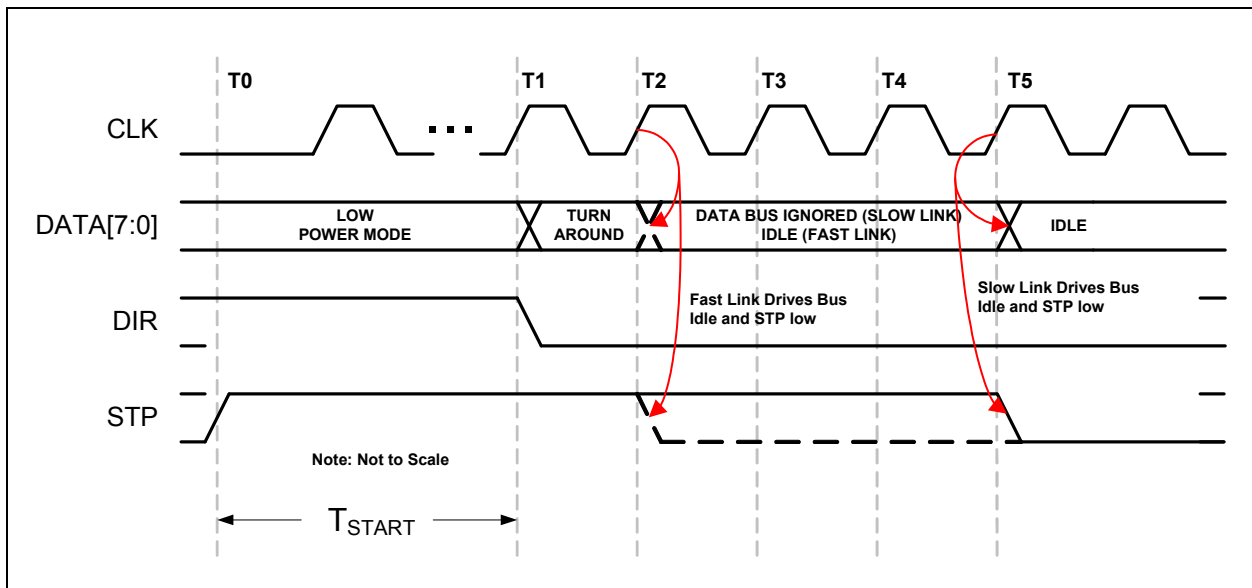 T0 T1 T2 T3 T4 T5
CLK
DATA[7:0]
LOW
POWER MODE
TURN
AROUND
DATA BUS IGNORED (SLOW LINK)
IDLE (FAST LINK)
IDLE
DIR
Fast Link Drives Bus
Idle and STP low
Slow Link Drives Bus
Idle and STP low
STP
Note: Not to Scale
TSTART